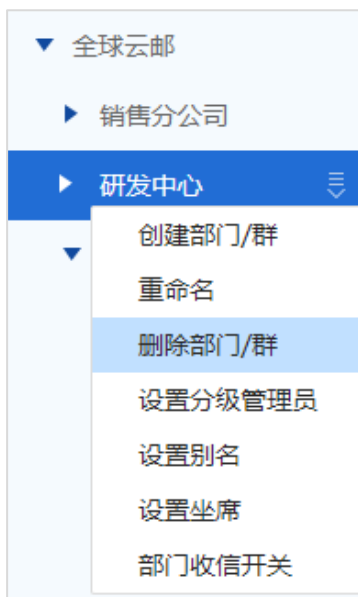 全球云邮
销售分公司
研发中心
创建部门/群
重命名
删除部门/群
设置分级管理员
设置别名
设置坐席
部门收信开关